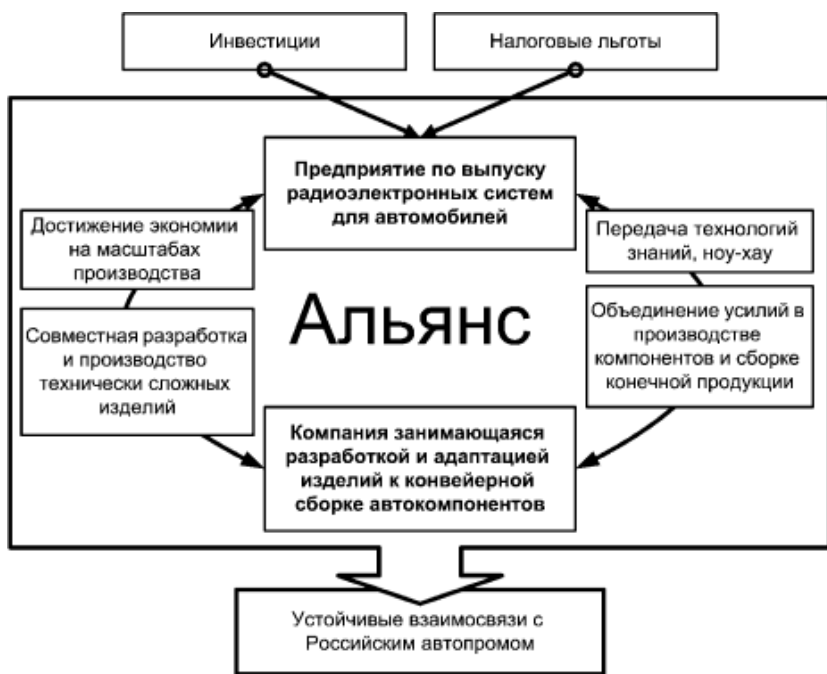 Инвестиции
Налоговые льготы
Предприятие по выпуску
радиоэлектронных систем
для автомобилей
Достижение экономии
на масштабах
производства
Передача технологий
знаний, ноу-хау
Альянс
Совместная разработка
и производство
технически сложных
изделий
Объединение усилий в
производстве
компонентов и сборке
конечной продукции
Компания занимающаяся
разработкой и адаптацией
изделий к конвейерной
сборке автокомпонентов
Устойчивые взаимосвязи с
Российским автопромом